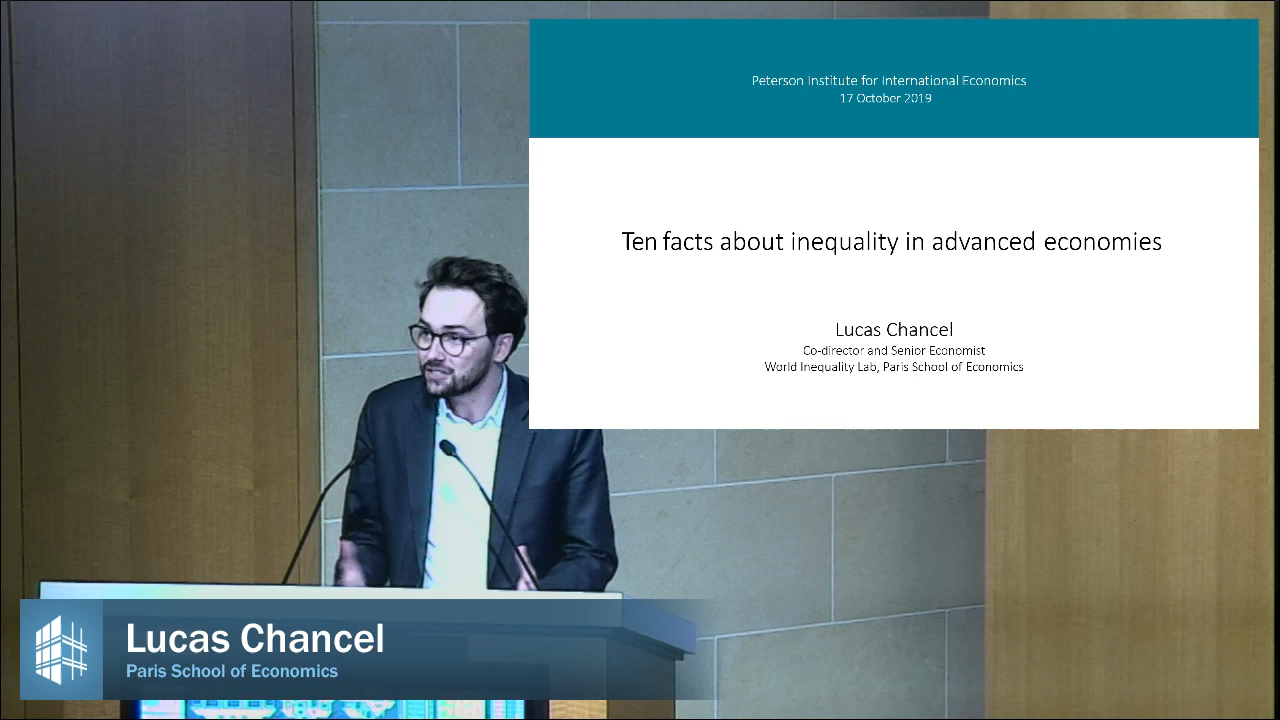 Peterson Institute for International Economics
17 October 2019
Ten facts about inequality in advanced economies
Lucas Chancel
Co-director and Senior Economist
World Inequality Lab, Paris School of Economics
Lucas Chancel
Paris School of Economics